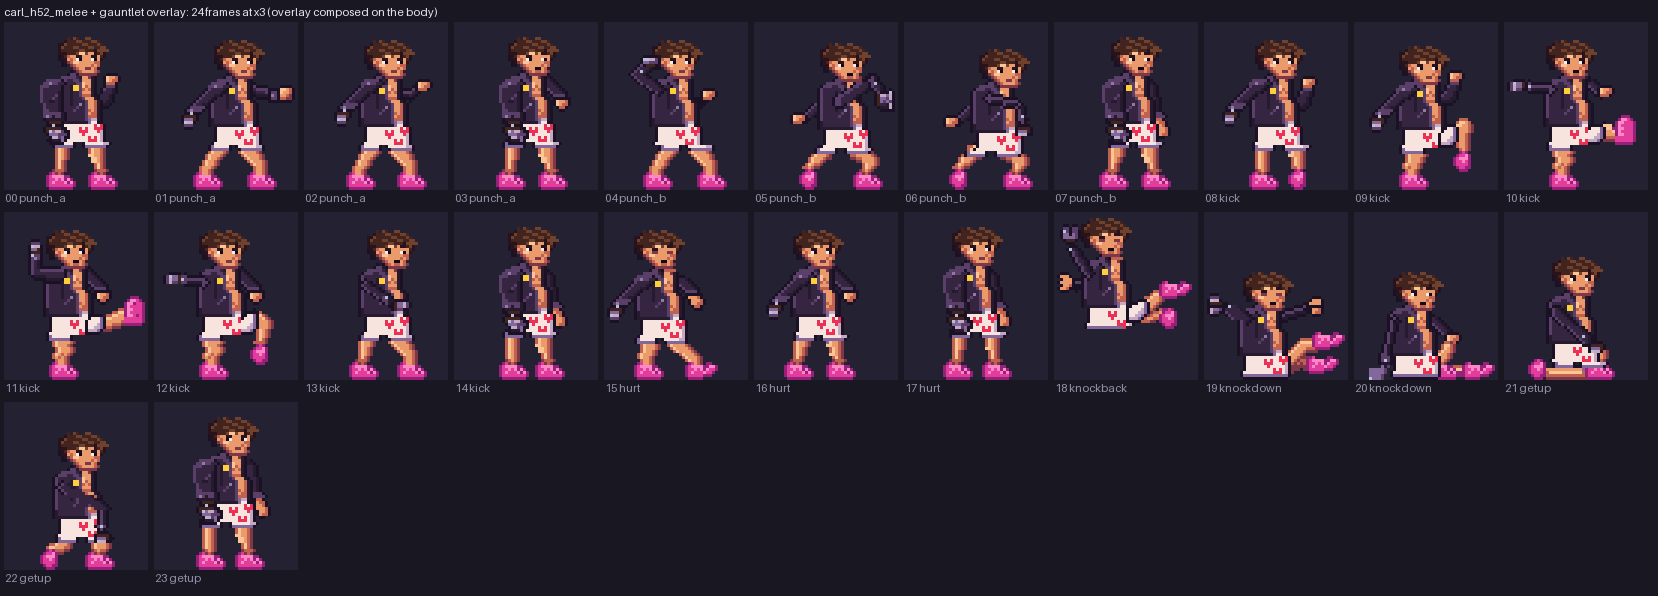 carl_h52_melee + gauntlet overlay: 24frames at x3 (overlay composed on the body)
00 punch_a 01 punch_a 02 punch_a 03 punch_a 04 punch_b 05 punch_b 06 punch_b 07 punch_b 08 kick 09 kick 10 kick
11 kick 12 kick 13 kick 14 kick 15 hurt 16 hurt 17 hurt 18 knockback 19 knockdown 20 knockdown 21 getup
22 getup 23 getup